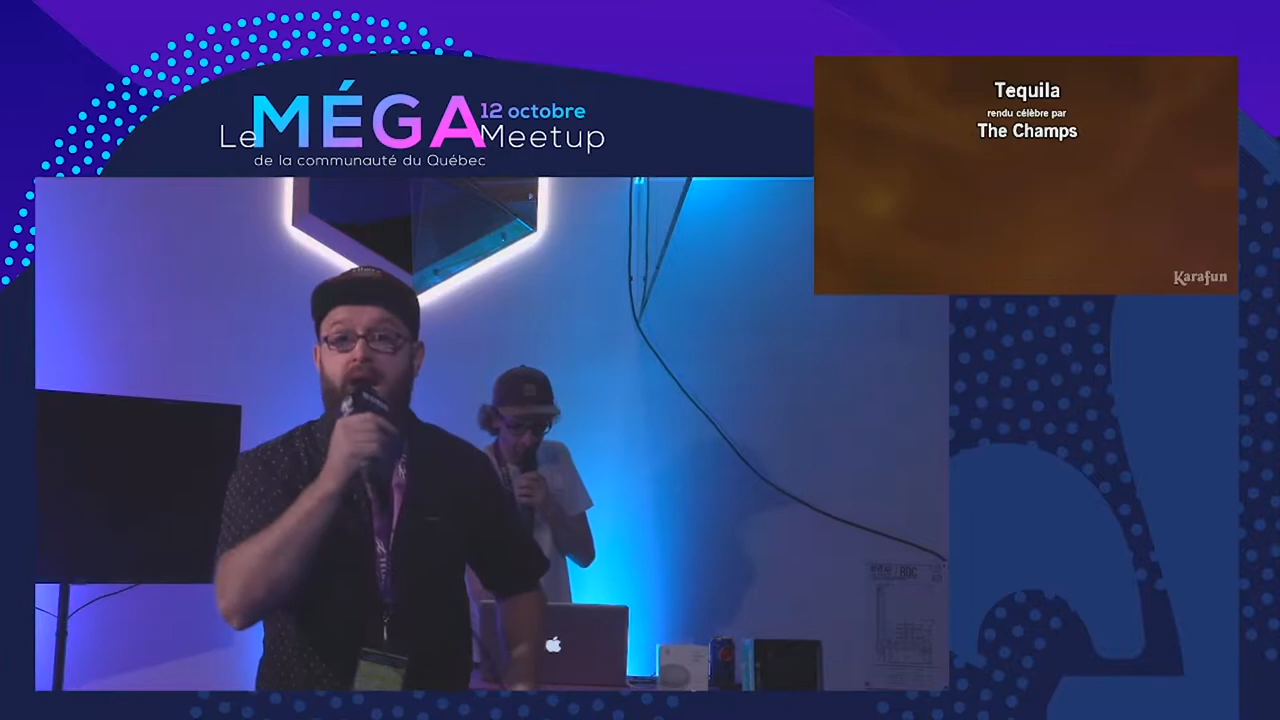 Le MÉGA Meetup
12 octobre
de la communauté du Québec
Tequila
rendu célèbre par
The Champs
Karafun